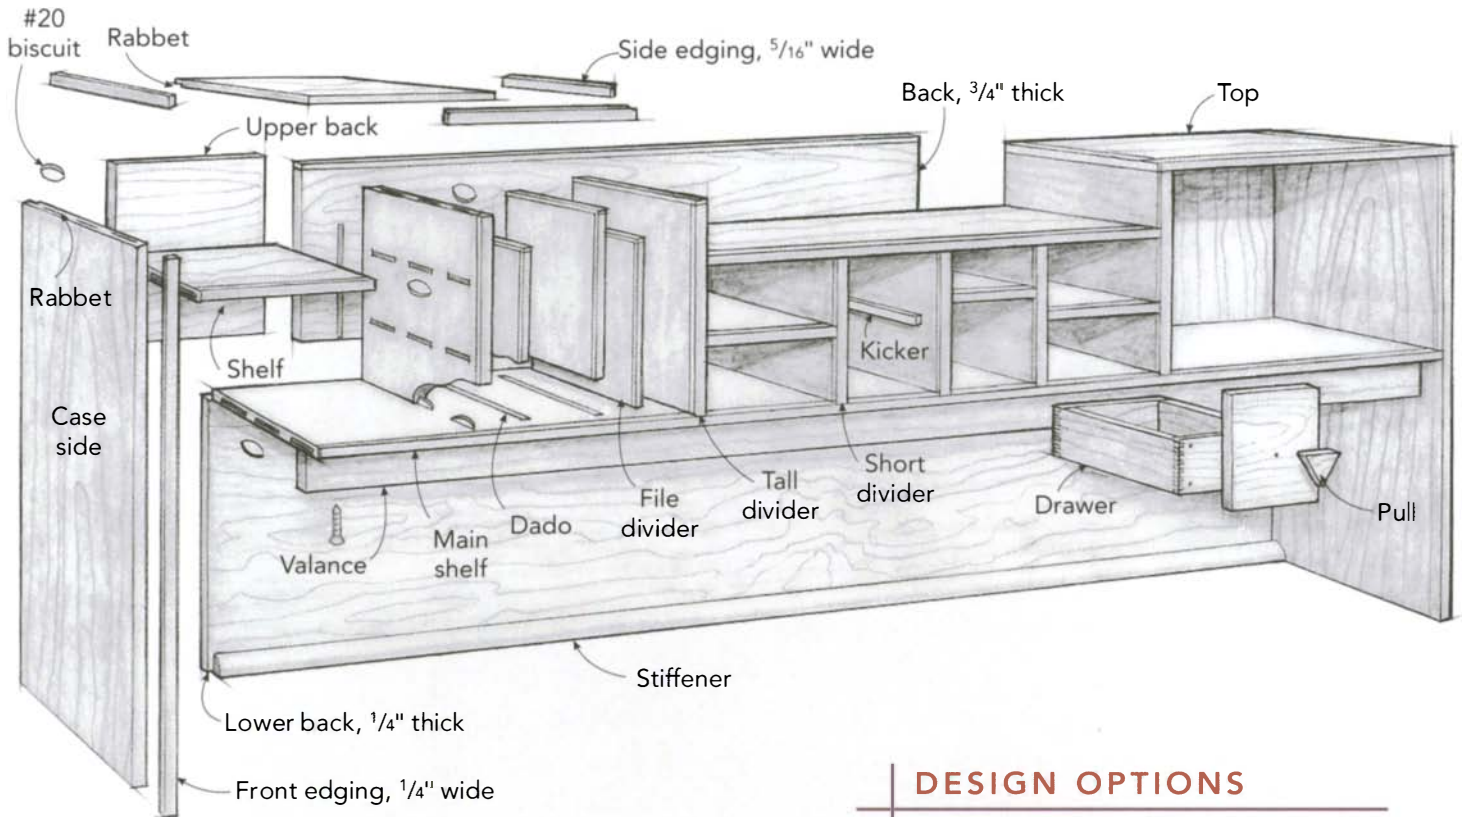 #20
biscuit
Rabbet
Side edging, 5/16" wide
Back, 3/4" thick
Top
Upper back
Rabbet
Shelf
Case
side
Kicker
Short
divider
Tall
divider
File
divider
Dado
Main
shelf
Valance
Drawer
Pull
Stiffener
Lower back, 1/4" thick
Front edging, 1/4" wide
DESIGN OPTIONS